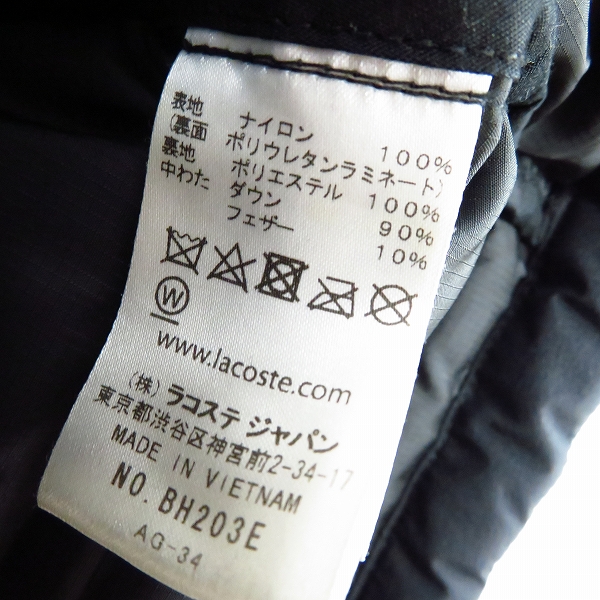 表地 ナイロン 100%
(裏面 ポリウレタンラミネート)
裏地 ポリエステル 100%
中わた ダウン 90%
フェザー 10%
W
www.lacoste.com
(株) ラコステ ジャパン
東京都渋谷区神宮前2-34-17
MADE IN VIETNAM
NO. BH203E
AG-34